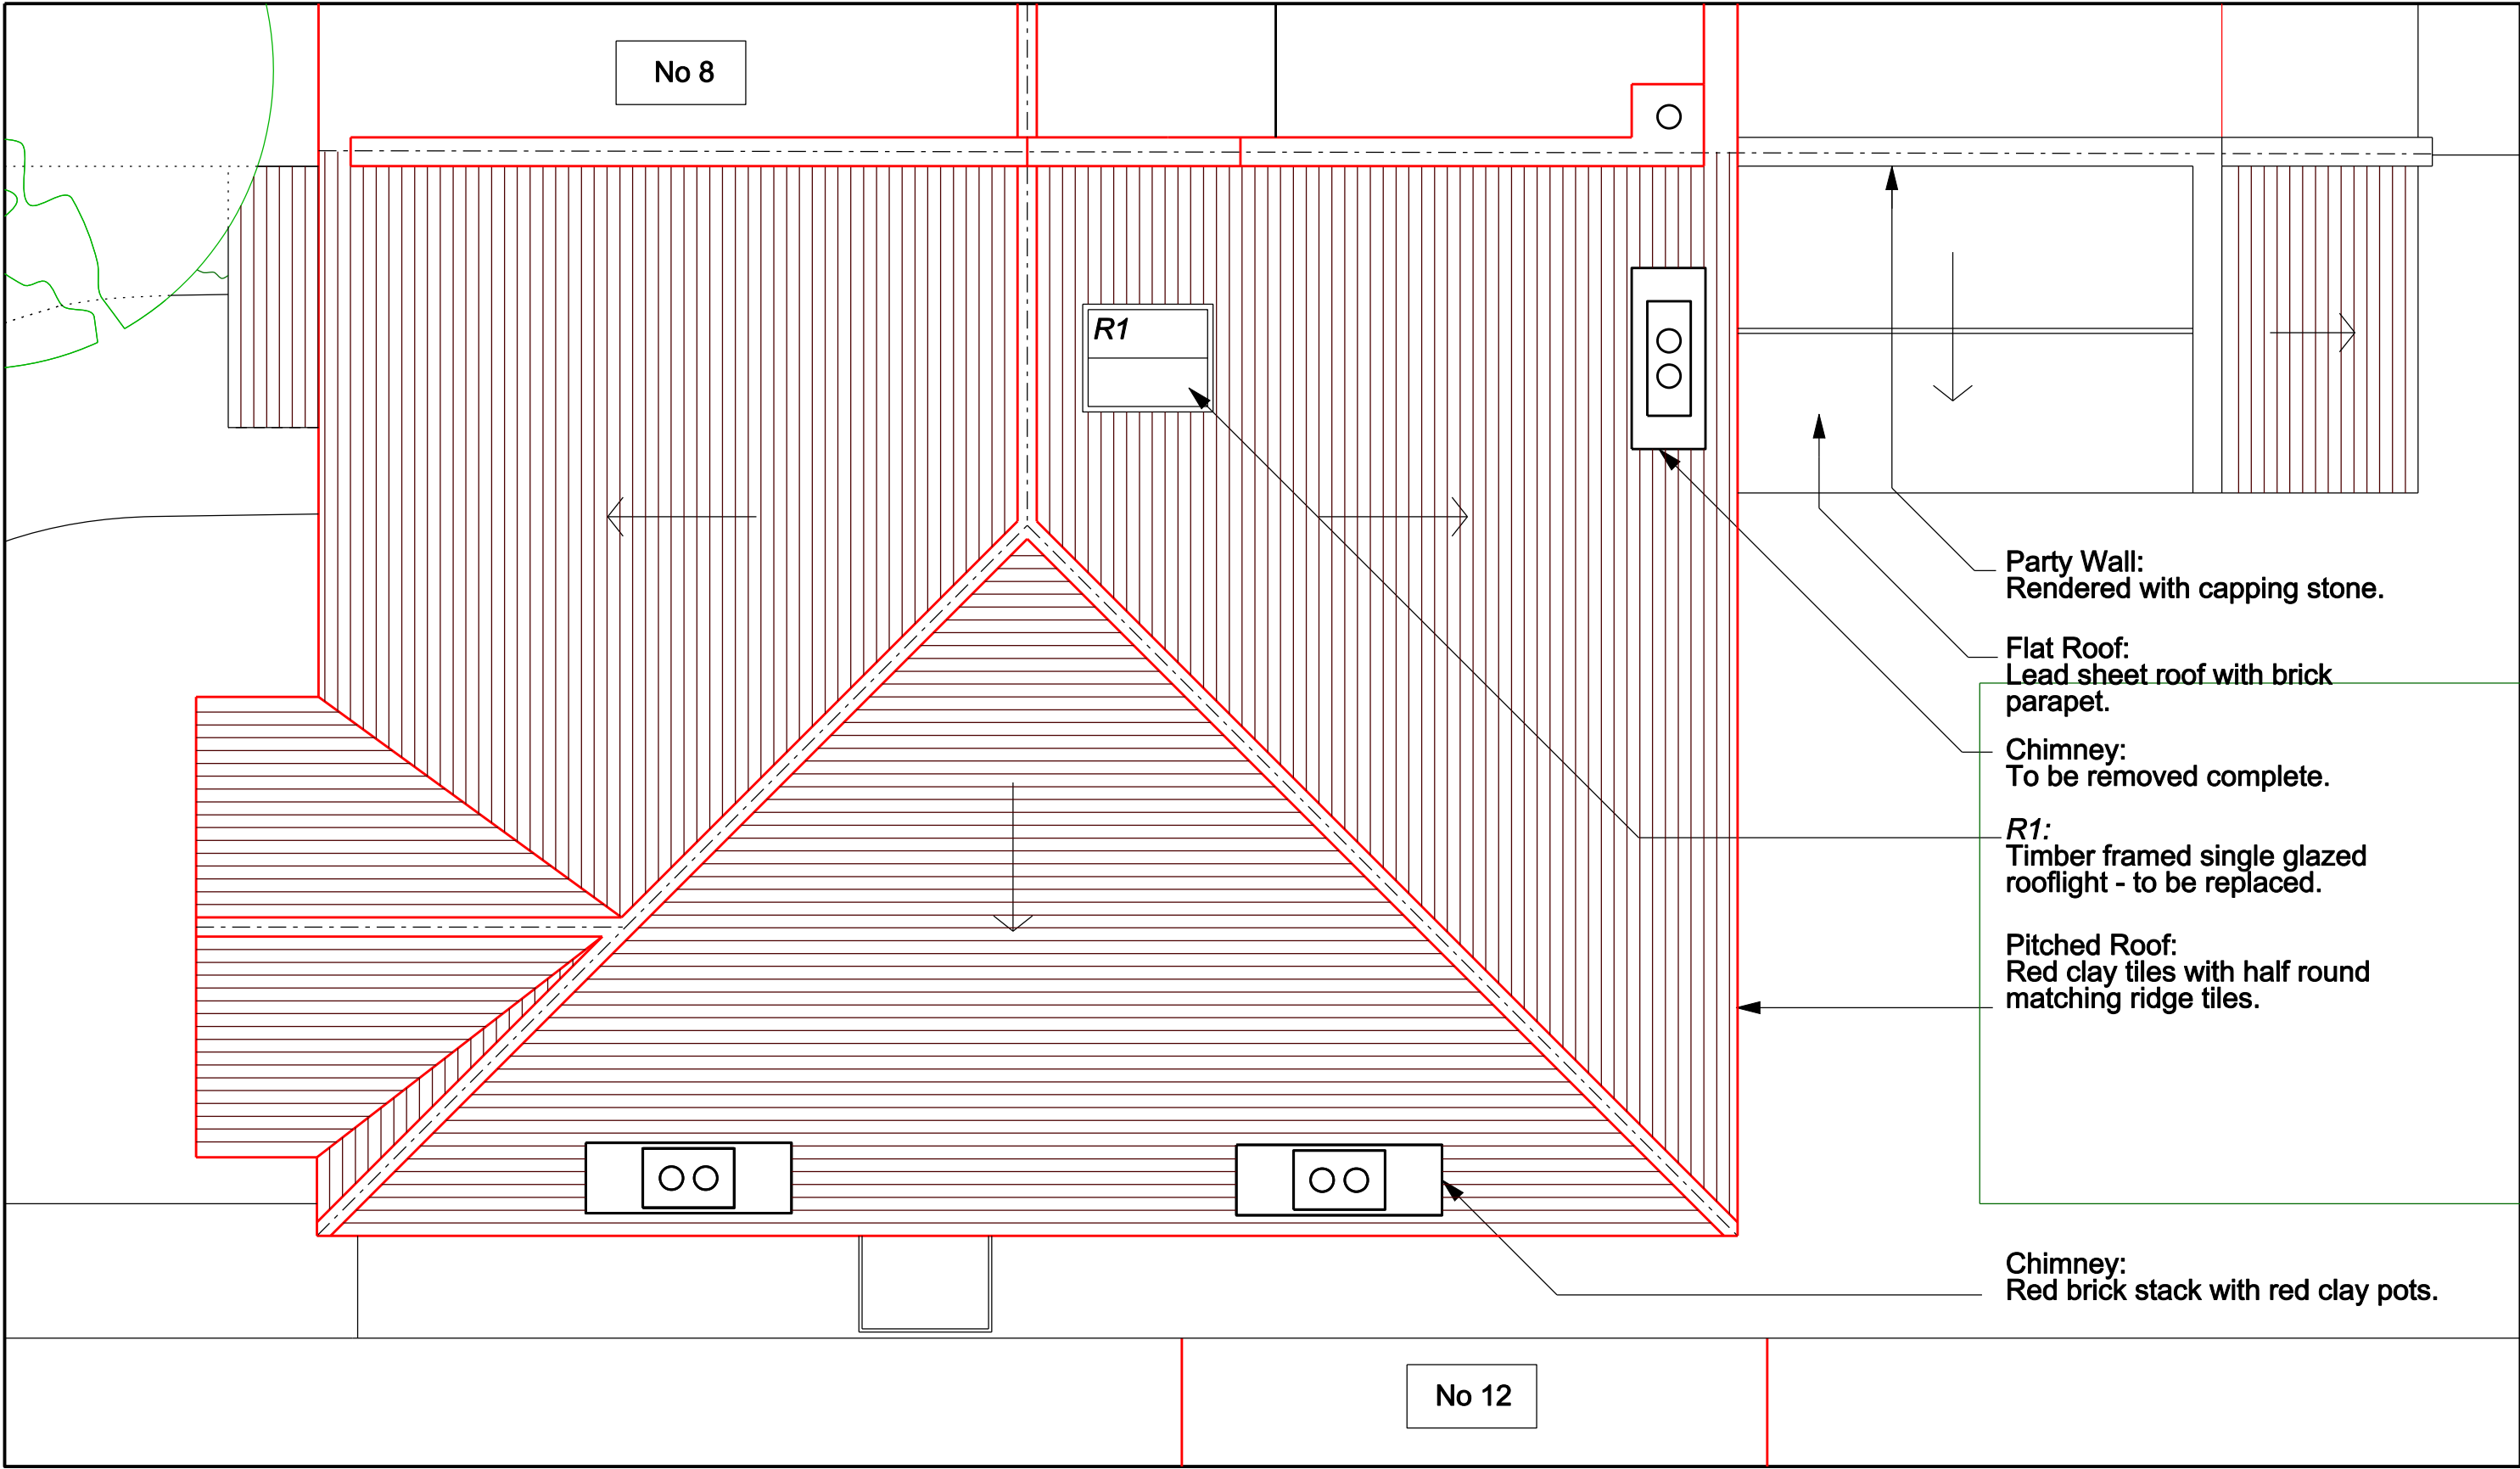 No 8
R1
Party Wall:
Rendered with capping stone.
Flat Roof:
Lead sheet roof with brick
parapet.
Chimney:
To be removed complete.
R1:
Timber framed single glazed
rooflight - to be replaced.
Pitched Roof:
Red clay tiles with half round
matching ridge tiles.
Chimney:
Red brick stack with red clay pots.
No 12